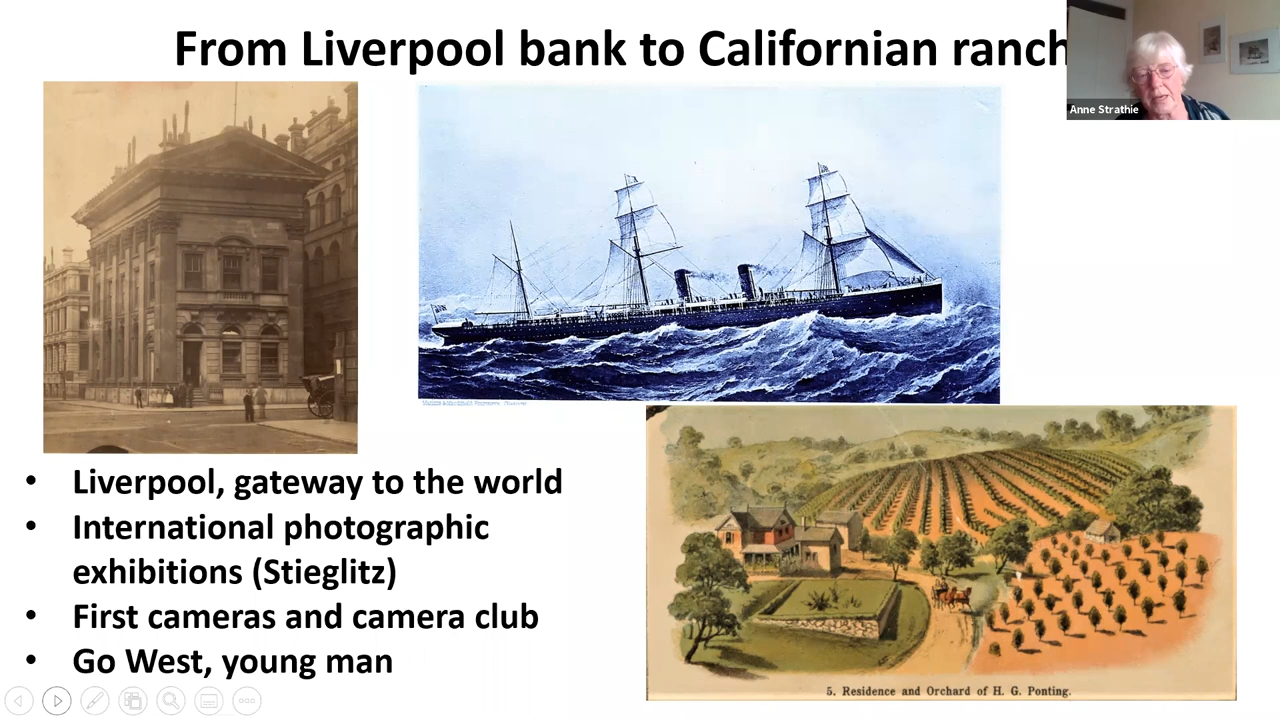 From Liverpool bank to Californian ranch
Anne Strathie
• Liverpool, gateway to the world
• International photographic
exhibitions (Stieglitz)
• First cameras and camera club
• Go West, young man
5. Residence and Orchard of H. G. Ponting.